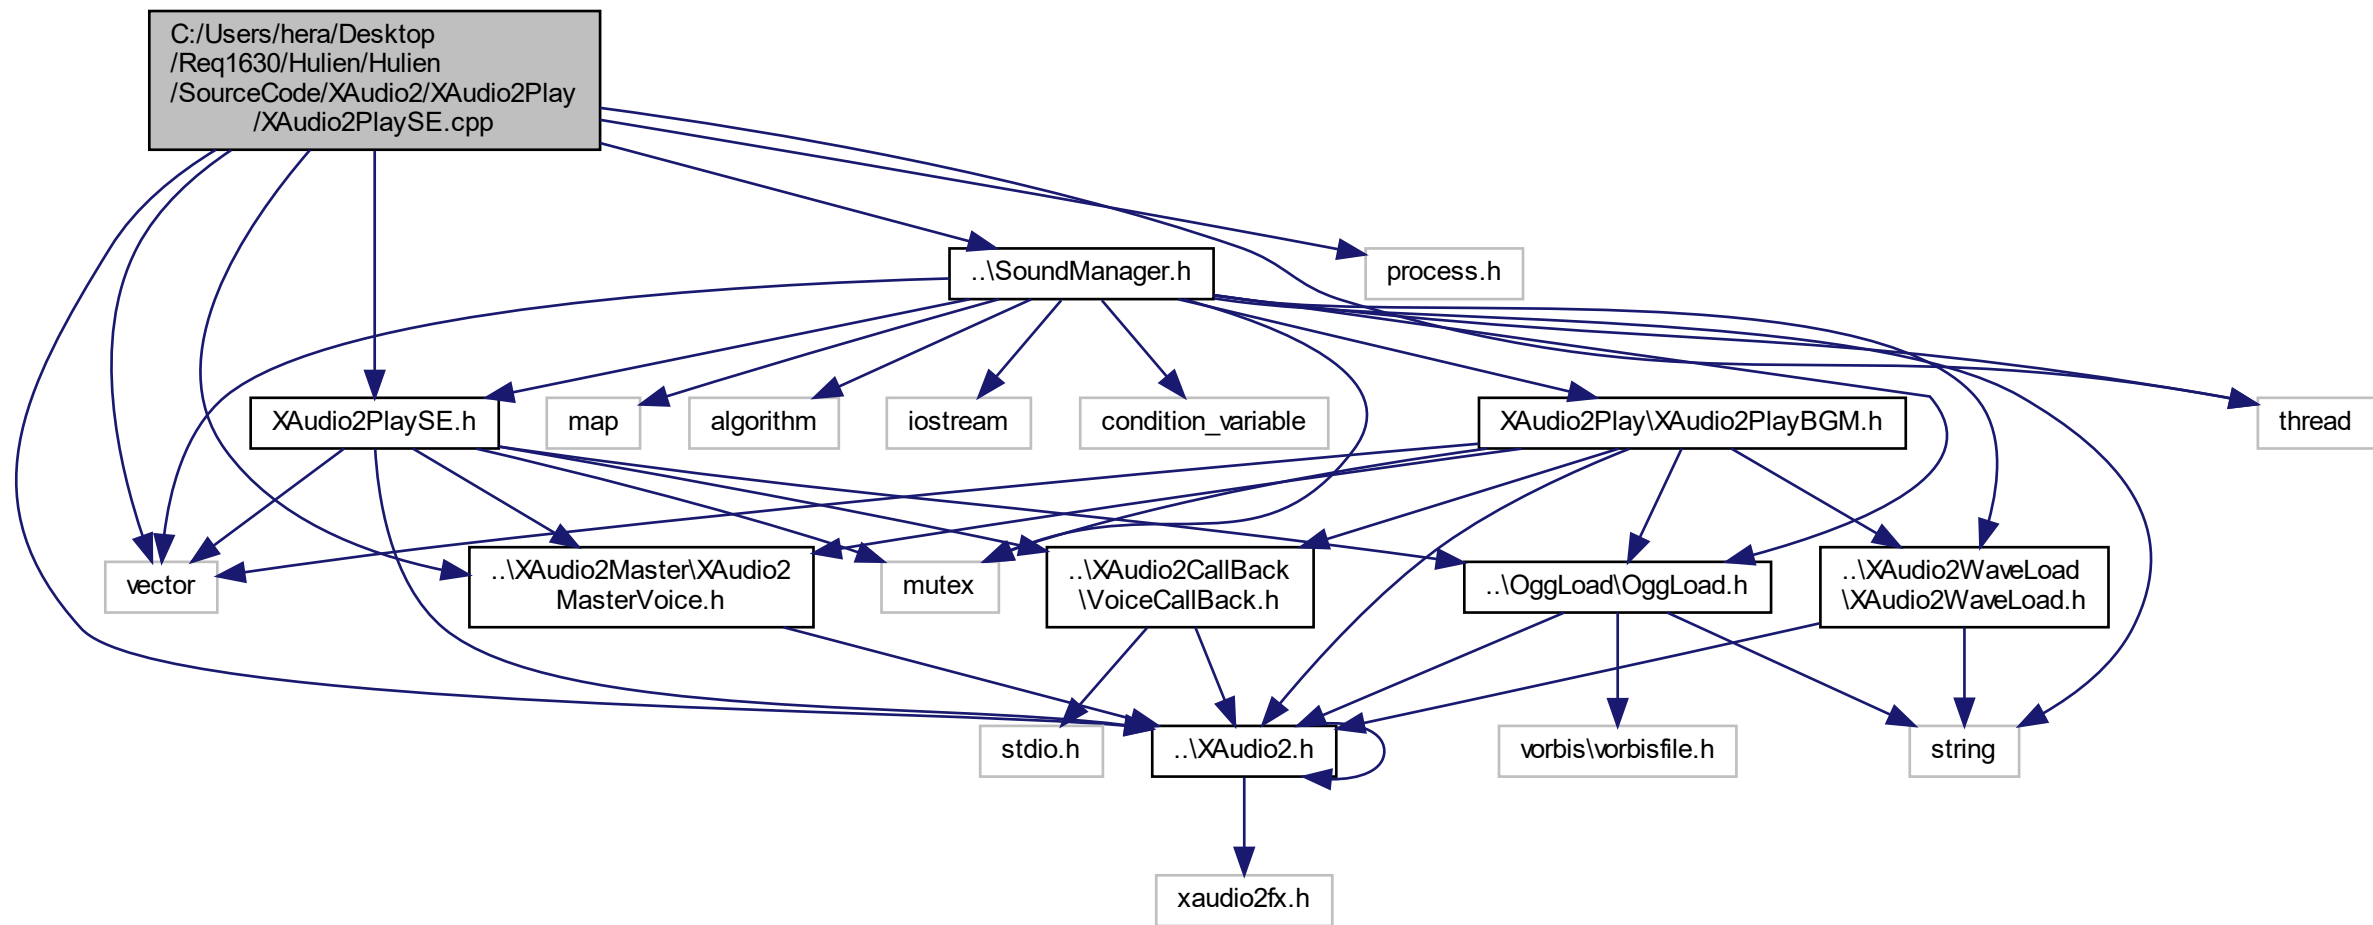 C:/Users/hera/Desktop
/Req1630/Hulien/Hulien
/SourceCode/XAudio2/XAudio2Play
/XAudio2PlaySE.cpp
..\SoundManager.h
process.h
XAudio2PlaySE.h
map
algorithm
iostream
condition_variable
XAudio2Play\XAudio2PlayBGM.h
thread
vector
..\XAudio2Master\XAudio2
MasterVoice.h
mutex
..\XAudio2CallBack
\VoiceCallBack.h
..\OggLoad\OggLoad.h
..\XAudio2WaveLoad
\XAudio2WaveLoad.h
stdio.h
..\XAudio2.h
vorbis\vorbisfile.h
string
xaudio2fx.h